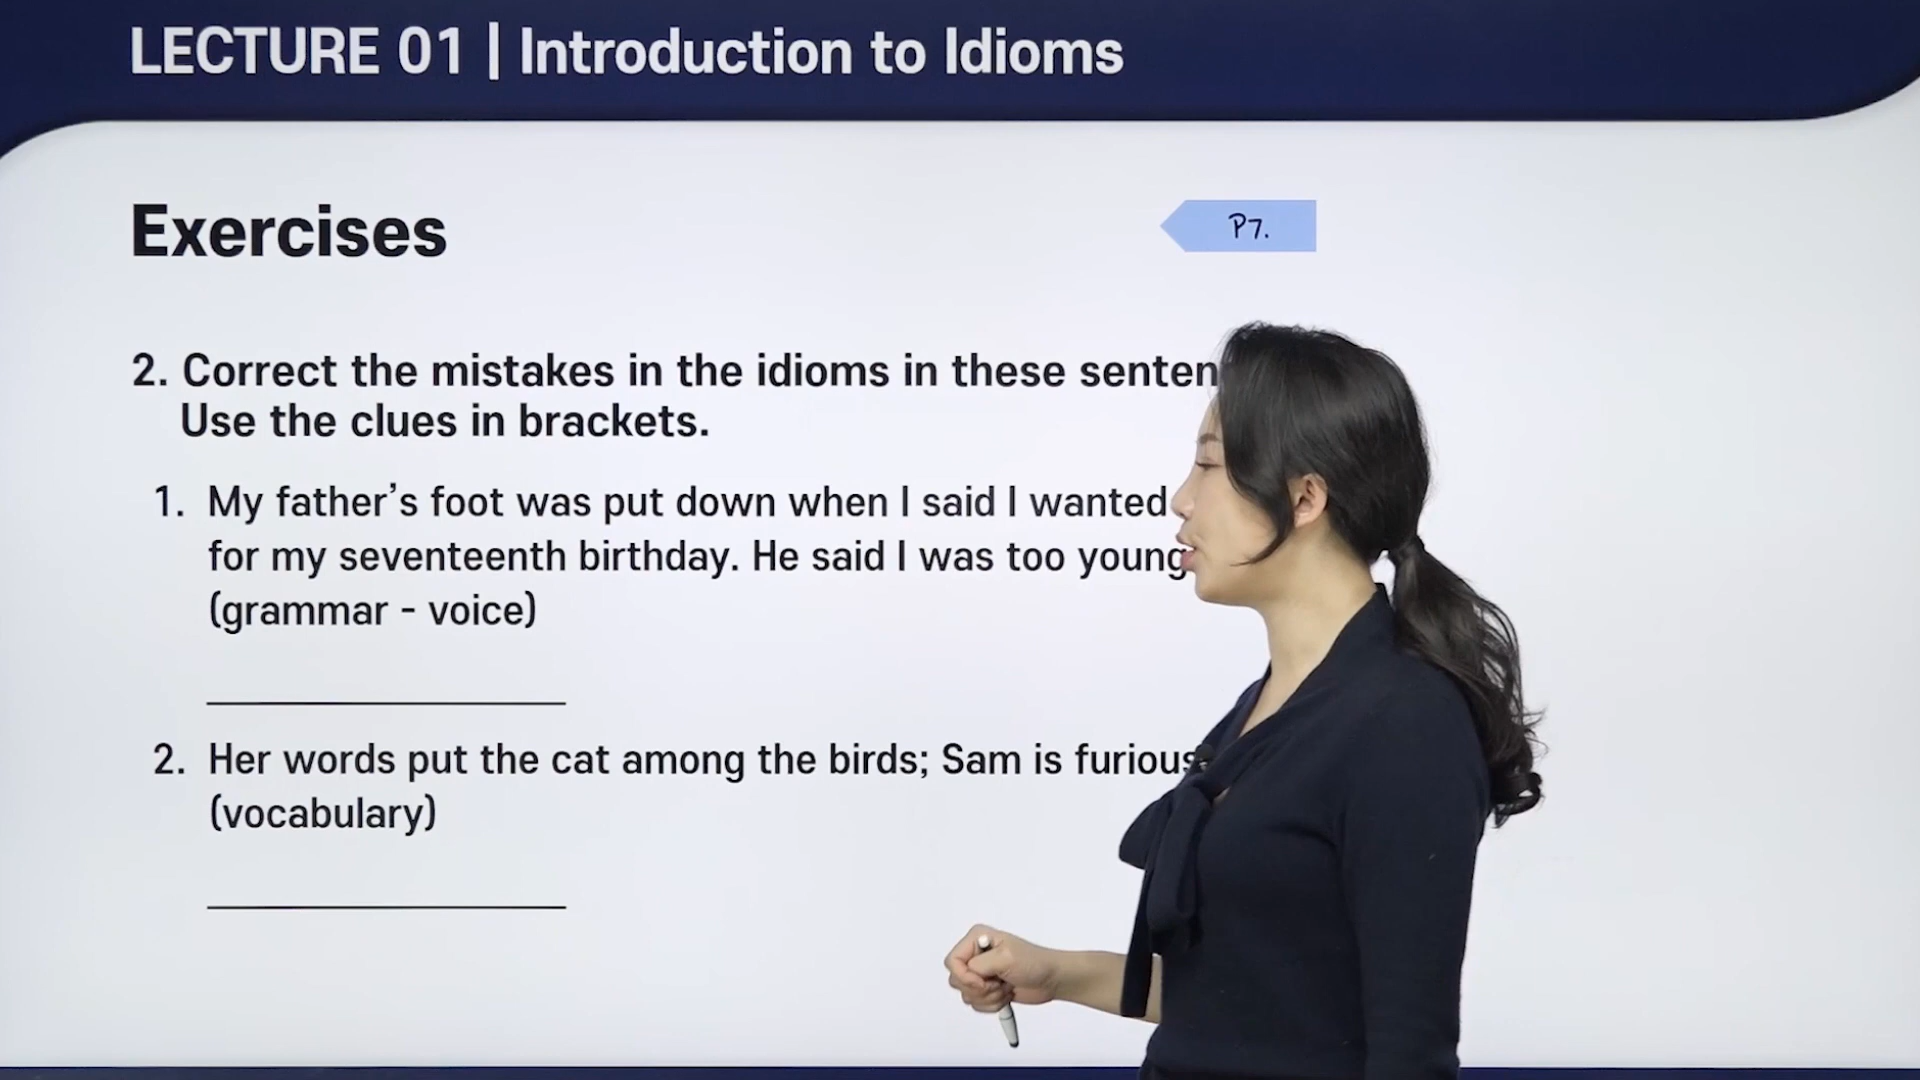 LECTURE 01 | Introduction to Idioms
Exercises
P7.
2. Correct the mistakes in the idioms in these
Use the clues in brackets.
1. My father's foot was put down when I said I wanted
for my seventeenth birthday. He said I was too young
(grammar - voice)
2. Her words put the cat among the birds; Sam is furious
(vocabulary)